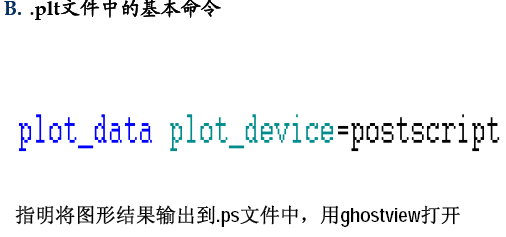 B. .plt文件中的基本命令
plot_data plot_device=postscript
指明将图形结果输出到.ps文件中，用ghostview打开